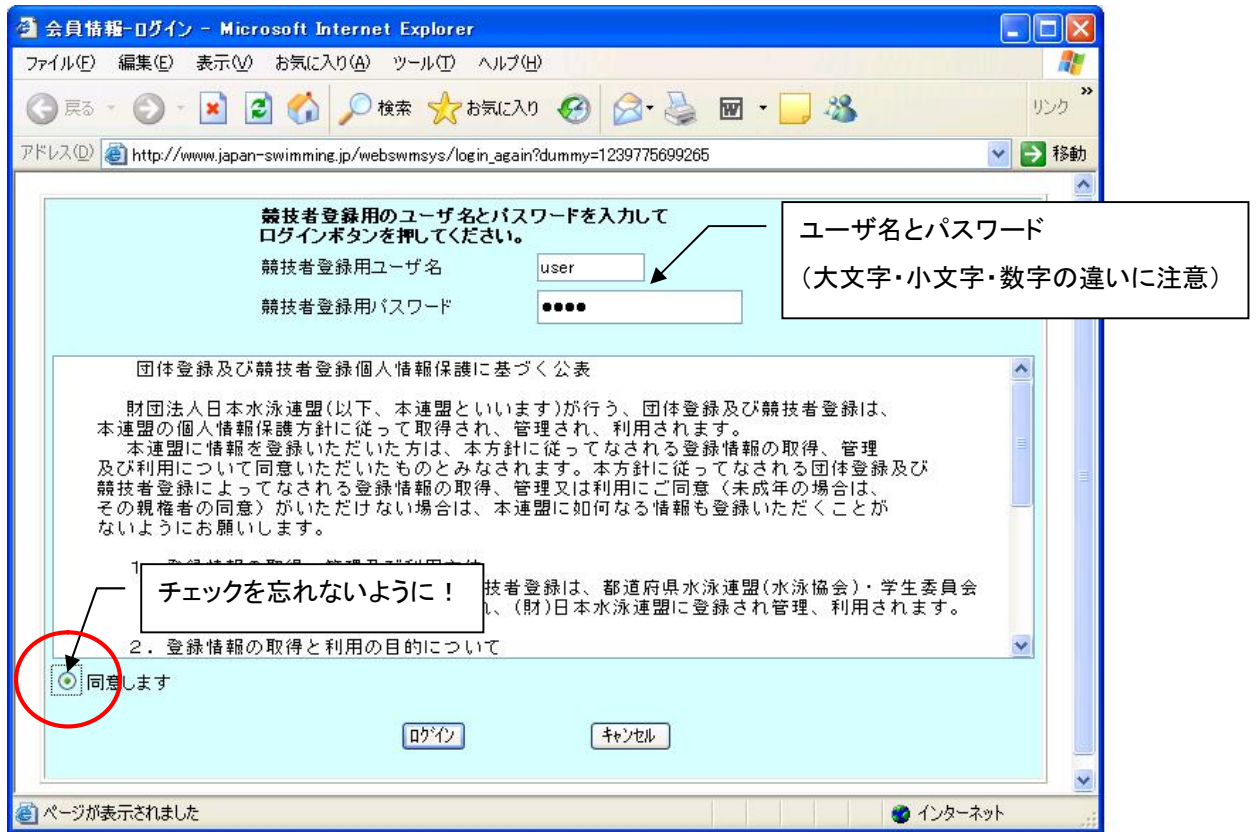 会員情報-ログイン - Microsoft Internet Explorer
ファイル(F) 編集(E) 表示(V) お気に入り(A) ツール(T) ヘルプ(H)
戻る 検索 お気に入り リンク
アドレス(D) http://www.japan-swimming.jp/webswmsys/login_again?dummy=1239775699265 移動
競技者登録用のユーザ名とパスワードを入力して
ログインボタンを押してください。
競技者登録用ユーザ名 user
競技者登録用パスワード ●●●●
ユーザ名とパスワード
(大文字・小文字・数字の違いに注意)
団体登録及び競技者登録個人情報保護に基づく公表
財団法人日本水泳連盟(以下、本連盟といいます)が行う、団体登録及び競技者登録は、
本連盟の個人情報保護方針に従って取得され、管理され、利用されます。
本連盟に情報を登録いただいた方は、本方針に従ってなされる登録情報の取得、管理
及び利用について同意いただいたものとみなされます。本方針に従ってなされる団体登録及び
競技者登録によってなされる登録情報の取得、管理又は利用にご同意(未成年の場合は、
その親権者の同意)がいただけない場合は、本連盟に如何なる情報も登録いただくことが
ないようにお願いします。
チェックを忘れないように!
技者登録は、都道府県水泳連盟(水泳協会)・学生委員会
、(財)日本水泳連盟に登録され管理、利用されます。
2.登録情報の取得と利用の目的について
同意します
ログイン キャンセル
ページが表示されました インターネット